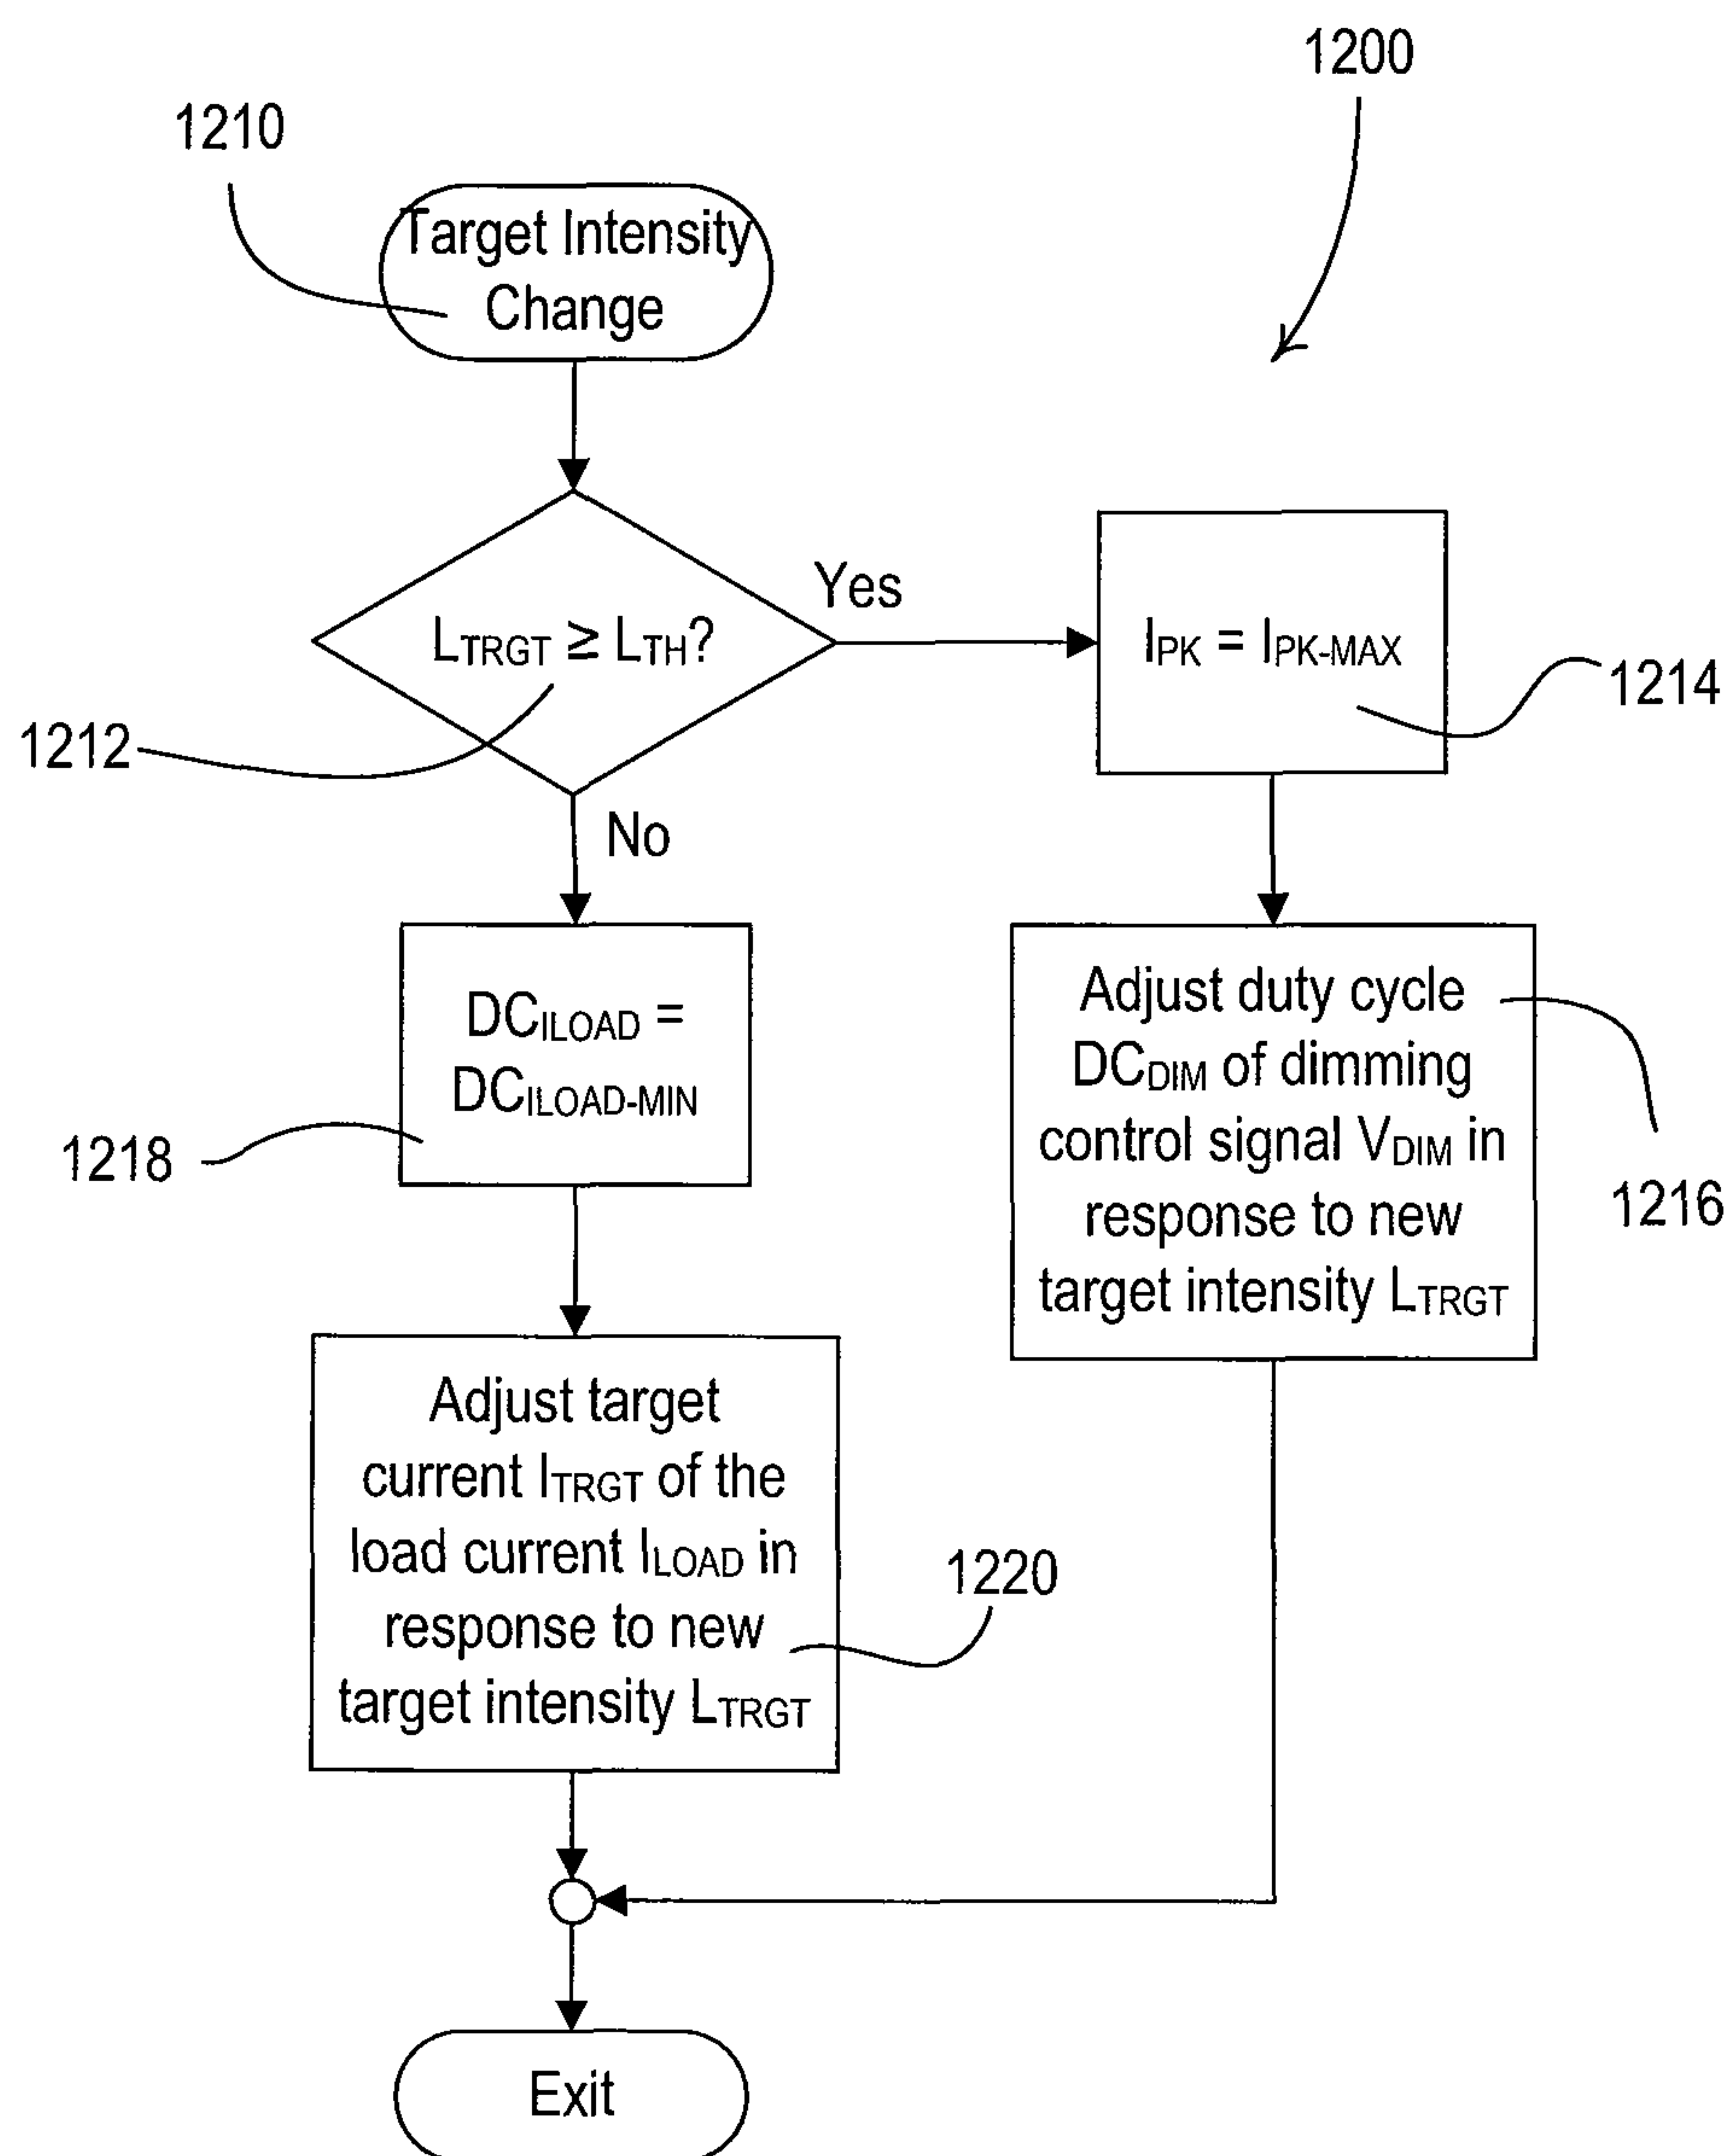 1200
1210
Target Intensity
Change
LTRGT ≥ LTH?
Yes
1212
No
IPK = IPK-MAX
1214
DCILOAD =
DCILOAD-MIN
1218
Adjust duty cycle
DCDIM of dimming
control signal VDIM in
response to new
target intensity LTRGT
1216
Adjust target
current ITRGT of the
load current ILOAD in
response to new
target intensity LTRGT
1220
Exit